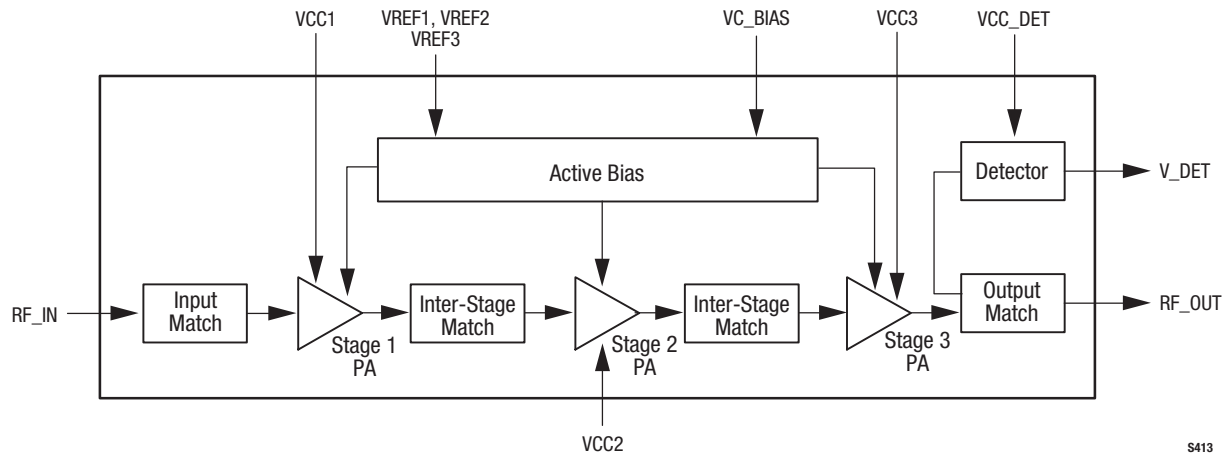 VCC1
VREF1, VREF2
VREF3
VC_BIAS
VCC3
VCC_DET
Active Bias
Detector
V_DET
RF_IN
Input
Match
Stage 1
PA
Inter-Stage
Match
Stage 2
PA
Inter-Stage
Match
Stage 3
PA
Output
Match
RF_OUT
VCC2
S413